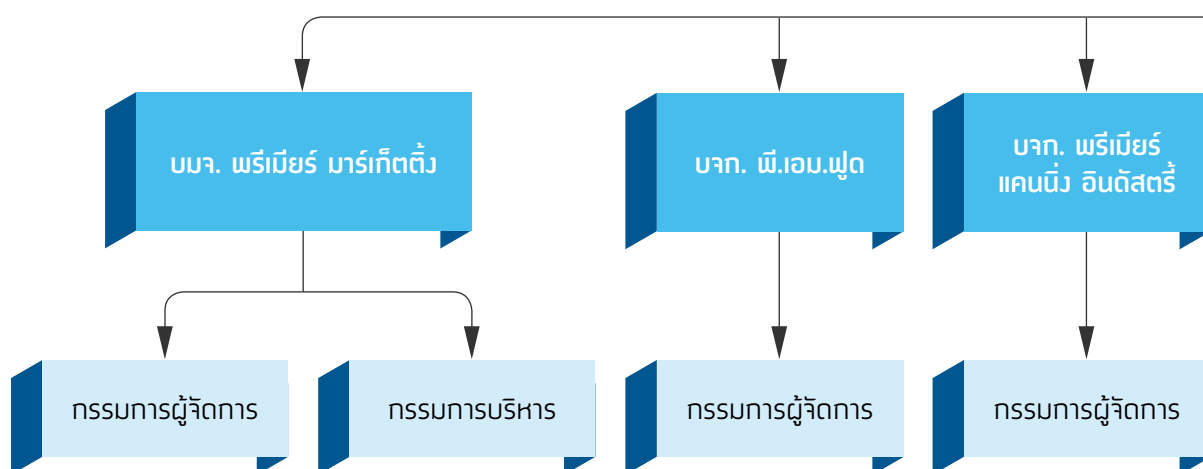 บมจ. พรีเมียร์ มาร์เก็ตติ้ง
บจก. พี.เอม.ฟูด
บจก. พรีเมียร์
แคนนิ่ง อินดัสตรี้
กรรมการผู้จัดการ
กรรมการบริหาร
กรรมการผู้จัดการ
กรรมการผู้จัดการ